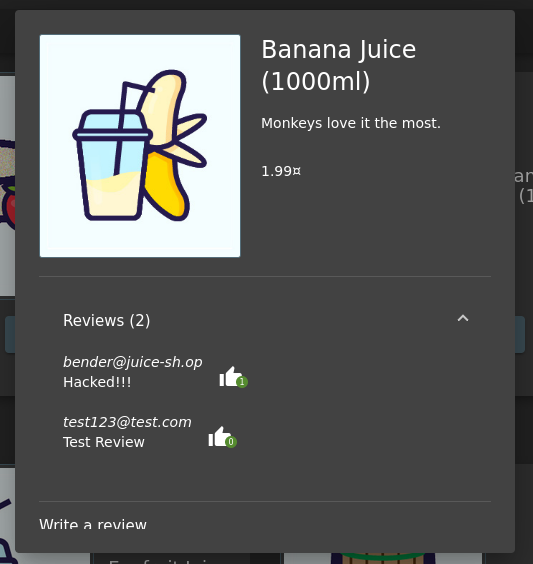 Banana Juice
(1000ml)
Monkeys love it the most.
1.99¤
Reviews (2)
bender@juice-sh.op
Hacked!!!
1
test123@test.com
Test Review
0
Write a review